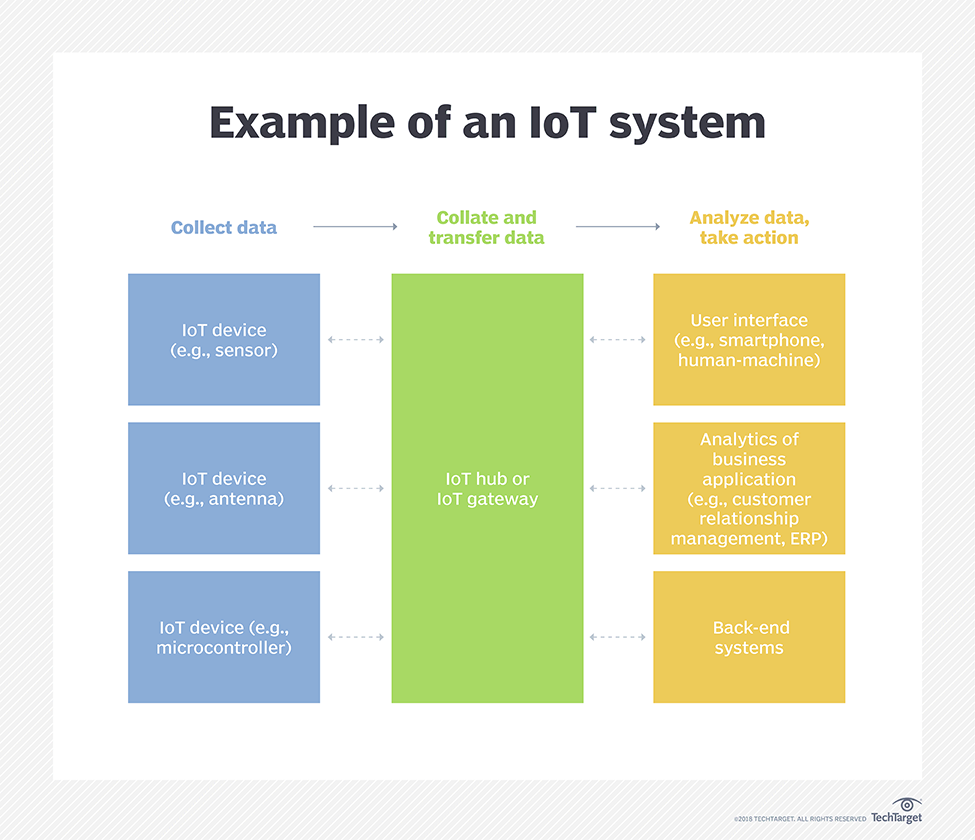 Example of an IoT system
Collect data
Collate and
transfer data
Analyze data,
take action
IoT device
(e.g., sensor)
IoT device
(e.g., antenna)
IoT device (e.g.,
microcontroller)
IoT hub or
IoT gateway
User interface
(e.g., smartphone,
human-machine)
Analytics of
business
application
(e.g., customer
relationship
management, ERP)
Back-end
systems
©2018 TECHTARGET. ALL RIGHTS RESERVED
TechTarget